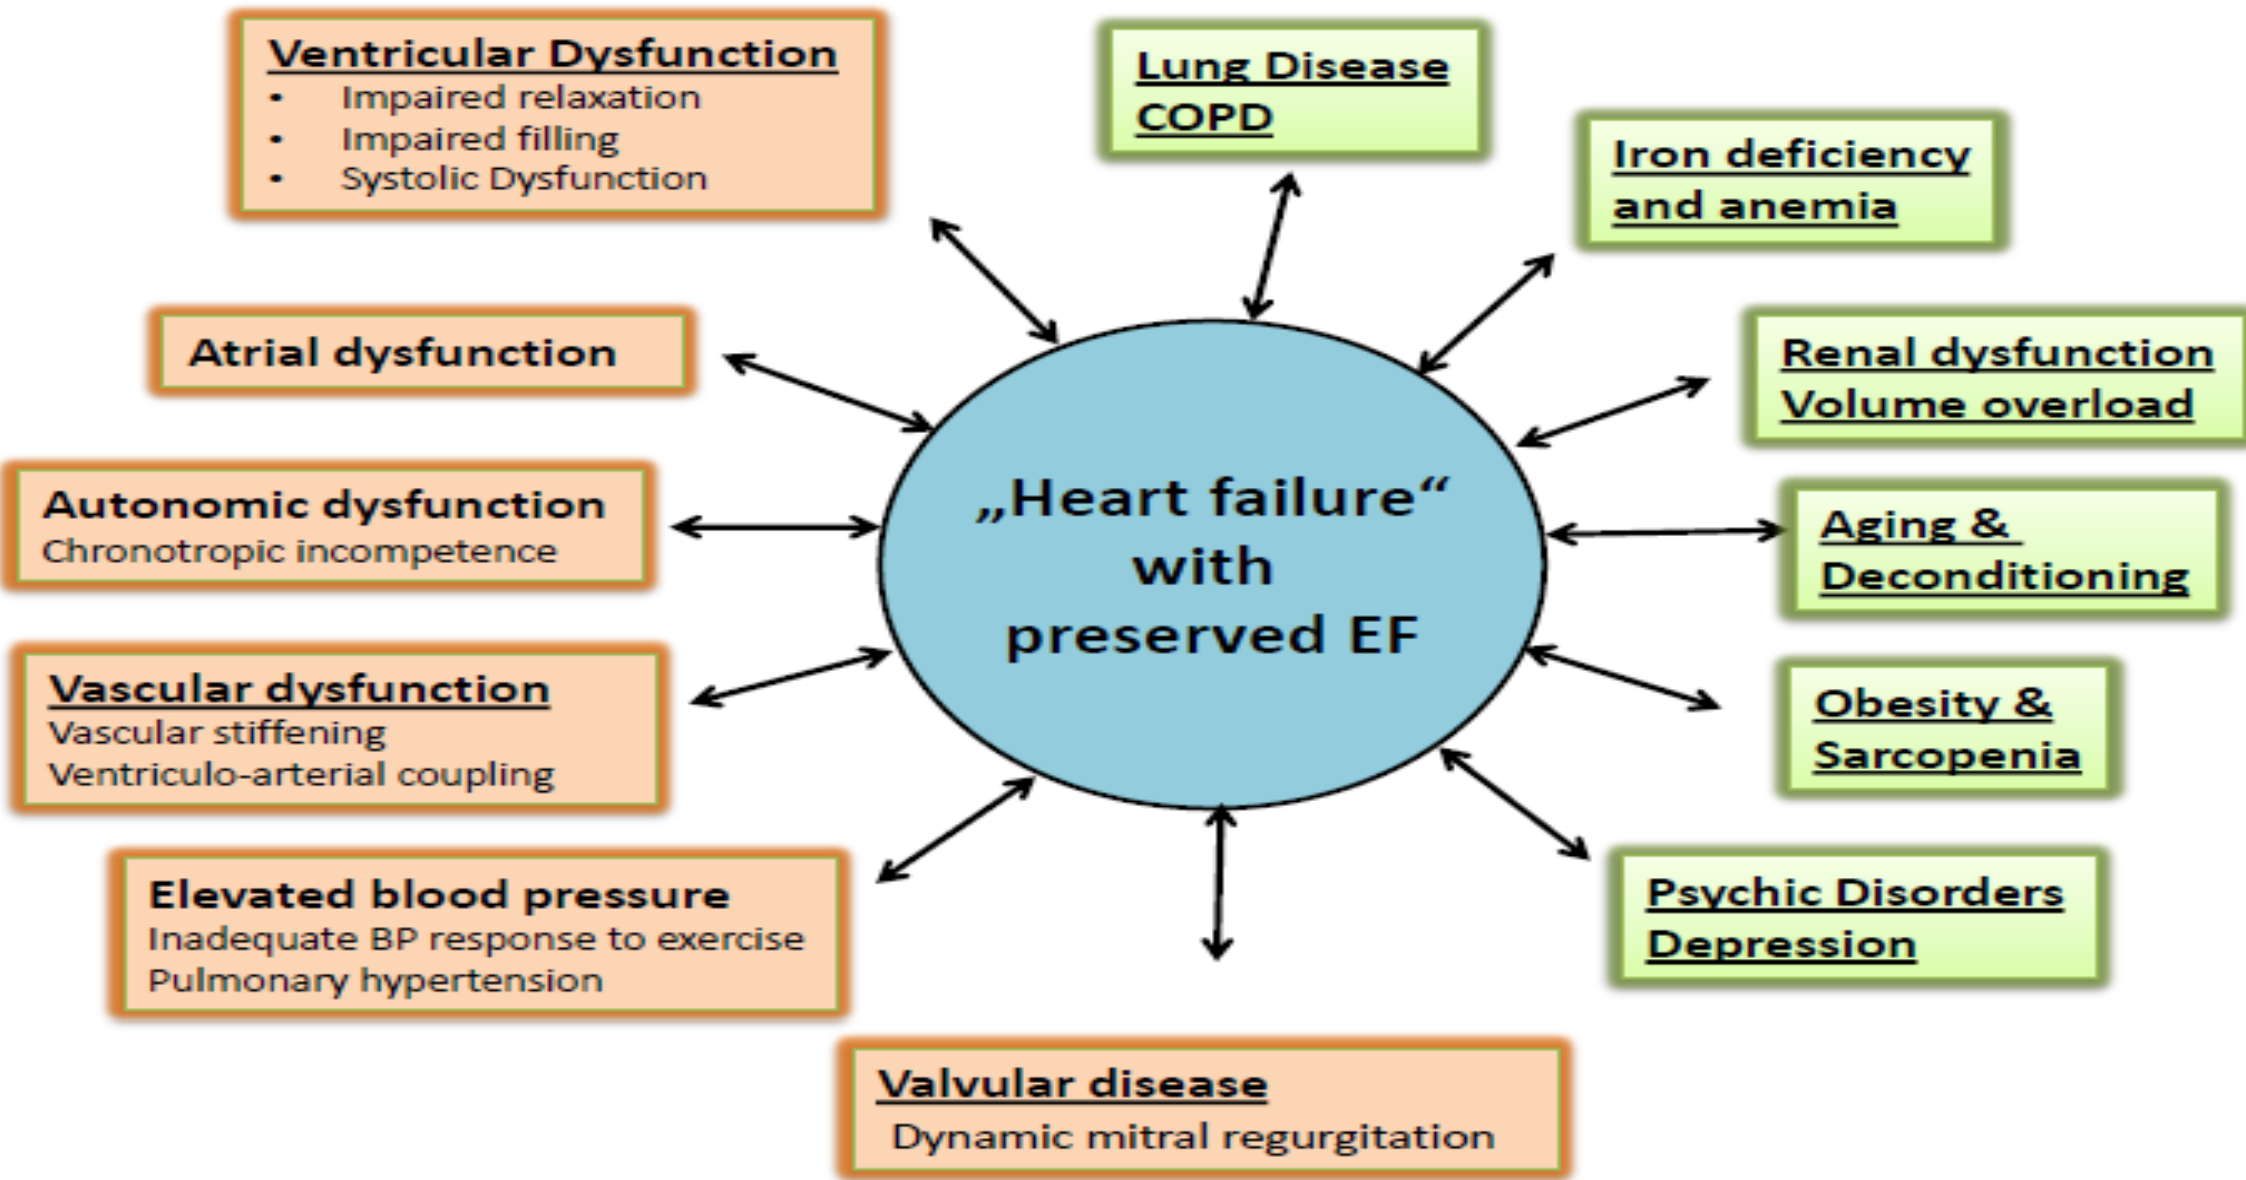 Ventricular Dysfunction
• Impaired relaxation
• Impaired filling
• Systolic Dysfunction
Lung Disease
COPD
Iron deficiency
and anemia
Atrial dysfunction
Renal dysfunction
Volume overload
Autonomic dysfunction
Chronotropic incompetence
„Heart failure“
with
preserved EF
Aging &
Deconditioning
Vascular dysfunction
Vascular stiffening
Ventriculo-arterial coupling
Obesity &
Sarcopenia
Elevated blood pressure
Inadequate BP response to exercise
Pulmonary hypertension
Psychic Disorders
Depression
Valvular disease
Dynamic mitral regurgitation